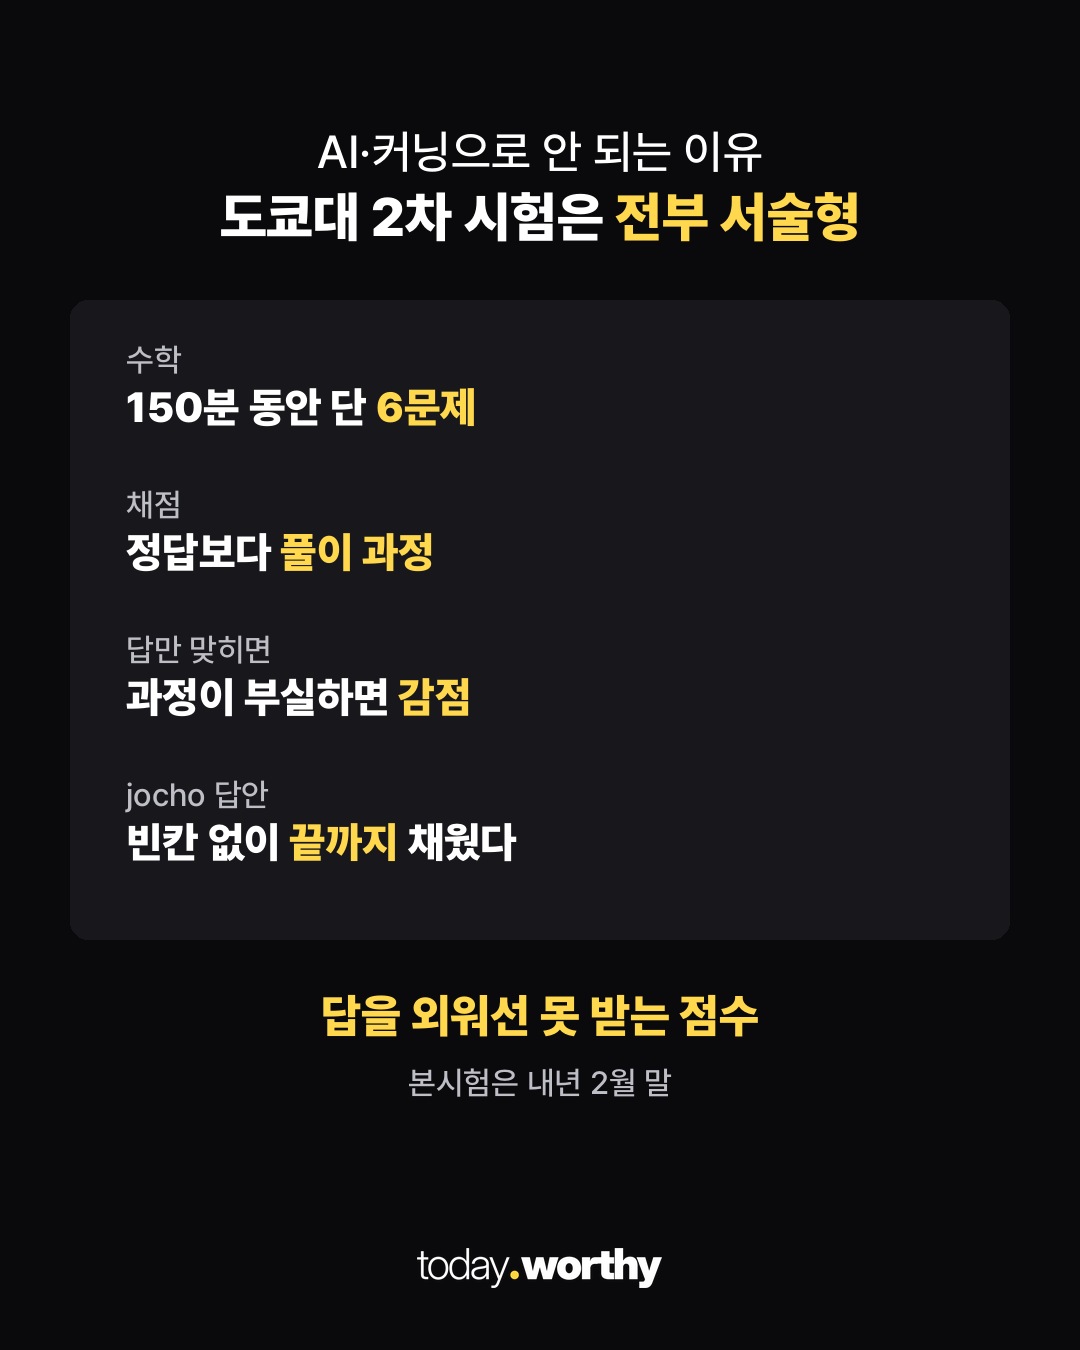 AI·커닝으로 안 되는 이유
도쿄대 2차 시험은 전부 서술형
수학
150분 동안 단 6문제
채점
정답보다 풀이 과정
답만 맞히면
과정이 부실하면 감점
jocho 답안
빈칸 없이 끝까지 채웠다
답을 외워선 못 받는 점수
본시험은 내년 2월 말
today.worthy